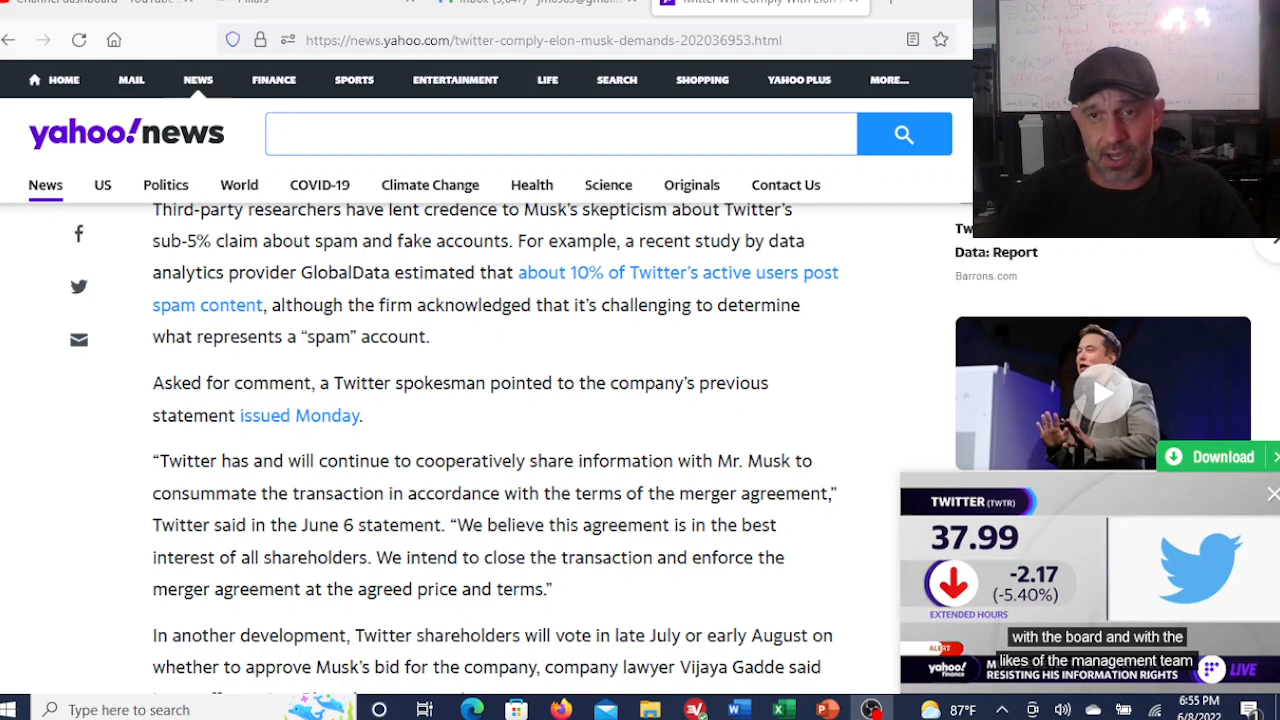 https://news.yahoo.com/twitter-comply-elon-musk-demands-202036953.html
HOME MAIL NEWS FINANCE SPORTS ENTERTAINMENT LIFE SEARCH SHOPPING YAHOO PLUS MORE...
yahoo!news
News US Politics World COVID-19 Climate Change Health Science Originals Contact Us
Third-party researchers have lent credence to Musk's skepticism about Twitter's
sub-5% claim about spam and fake accounts. For example, a recent study by data
analytics provider GlobalData estimated that about 10% of Twitter's active users post
spam content, although the firm acknowledged that it's challenging to determine
what represents a “spam” account.
Asked for comment, a Twitter spokesman pointed to the company's previous
statement issued Monday.
“Twitter has and will continue to cooperatively share information with Mr. Musk to
consummate the transaction in accordance with the terms of the merger agreement,”
Twitter said in the June 6 statement. “We believe this agreement is in the best
interest of all shareholders. We intend to close the transaction and enforce the
merger agreement at the agreed price and terms.”
In another development, Twitter shareholders will vote in late July or early August on
whether to approve Musk's bid for the company, company lawyer Vijaya Gadde said
Data: Report
Barrons.com
Download
TWITTER (TWTR)
37.99
-2.17
(-5.40%)
EXTENDED HOURS
ALERT
with the board and with the
likes of the management team
yahoo!
finance
RESISTING HIS INFORMATION RIGHTS
LIVE
Type here to search
87°F
6:55 PM
6/8/2022